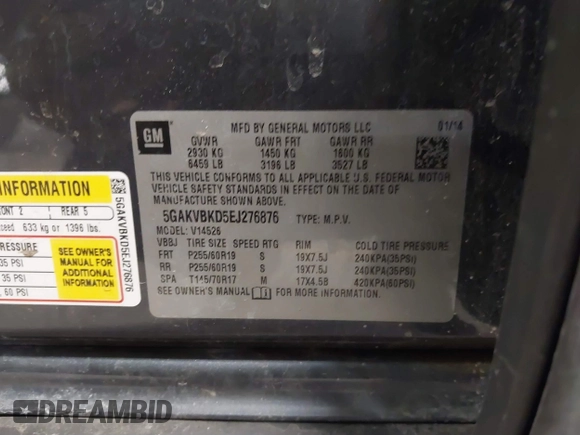 GM
MFD BY GENERAL MOTORS LLC 01/14
GVWR GAWR FRT GAWR RR
2930 KG 1450 KG 1600 KG
6459 LB 3196 LB 3527 LB
THIS VEHICLE CONFORMS TO ALL APPLICABLE U.S. FEDERAL MOTOR
VEHICLE SAFETY STANDARDS IN EFFECT ON THE DATE OF
MANUFACTURE SHOWN ABOVE.
5GAKVBKD5EJ276876 TYPE: M.P.V.
MODEL: V14526
VBBJ TIRE SIZE SPEED RTG RIM COLD TIRE PRESSURE
FRT P255/60R19 S 19X7.5J 240KPA(35PSI)
RR P255/60R19 S 19X7.5J 240KPA(35PSI)
SPA T145/70R17 M 17X4.5B 420KPA(60PSI)
SEE OWNER'S MANUAL FOR MORE INFORMATION.
INFORMATION
ONT 2 REAR 5
ceed 633 kg or 1396 lbs.
SEE OWNER'S
MANUAL FOR
ADDITIONAL
INFORMATION
35 PSI
35 PSI
60 PSI
5GAKVBKD5EJ276876
DREAMBID